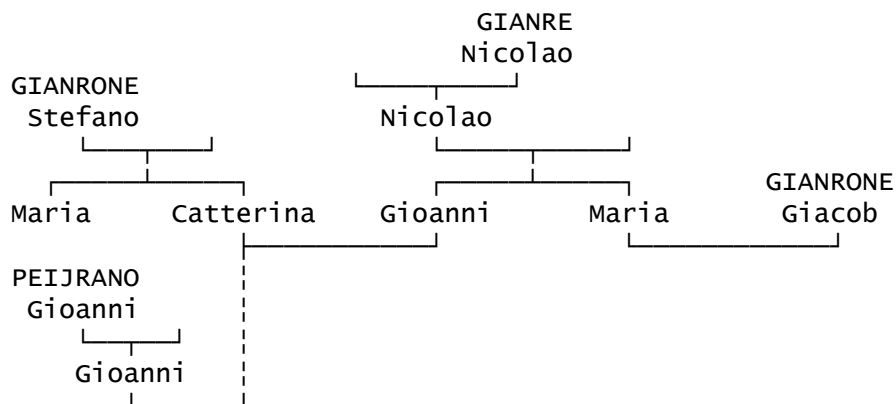 GIANRE
Nicolao
GIANRONE
Stefano Nicolao
GIANRONE
Maria Catterina Gioanni Maria Giacob
PEIJRANO
Gioanni
Gioanni